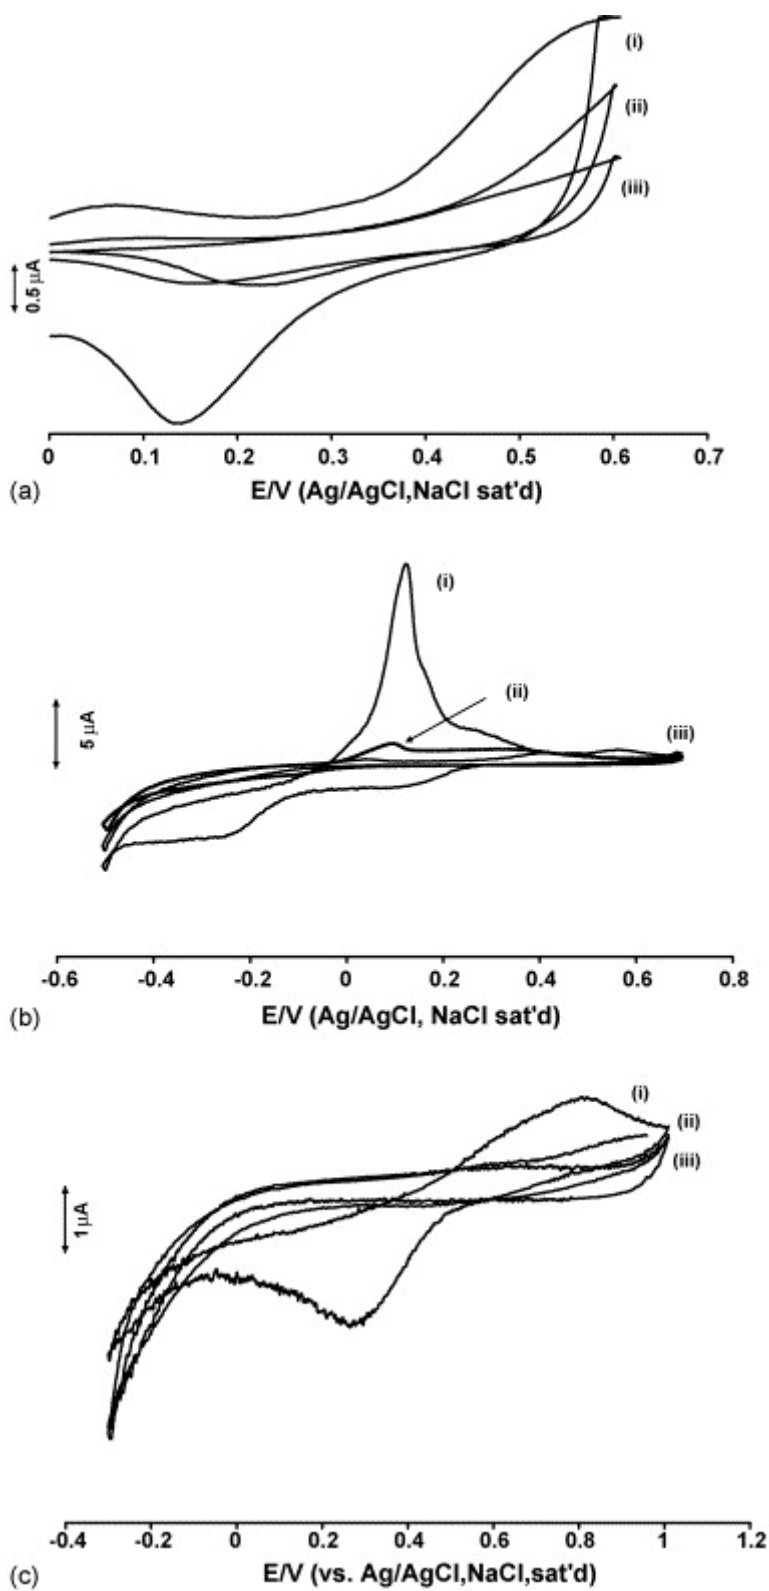 (i)
(ii)
(iii)
0.5 µA
0 0.1 0.2 0.3 0.4 0.5 0.6 0.7
E/V (Ag/AgCl,NaCl sat'd)
(a)
(i)
(ii)
(iii)
5 µA
-0.6 -0.4 -0.2 0 0.2 0.4 0.6 0.8
E/V (Ag/AgCl, NaCl sat'd)
(b)
(i)
(ii)
(iii)
1 µA
-0.4 -0.2 0 0.2 0.4 0.6 0.8 1 1.2
E/V (vs. Ag/AgCl,NaCl,sat'd)
(c)